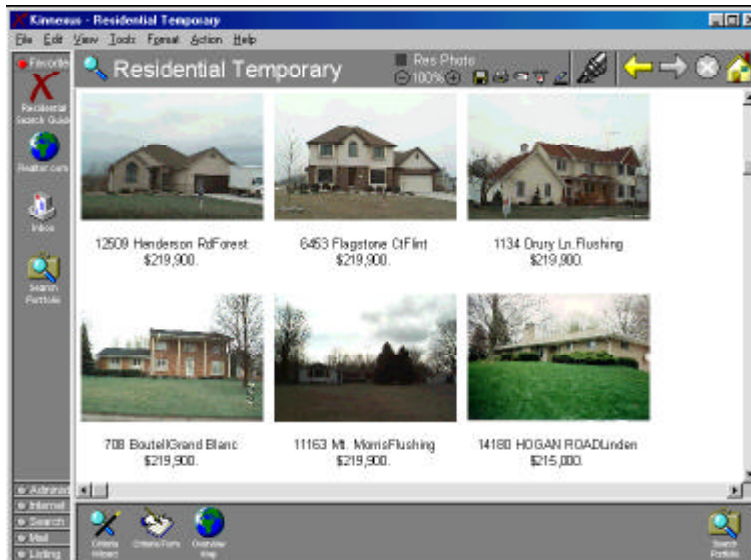 Kinnexus - Residential Temporary
File Edit View Tools Format Action Help
Favorite
Residential Temporary
Res Photo
100%
Residential
Search Guide
Realtor.com
Inbox
Search
Portfolio
12509 Henderson RdForest
$219,900.
6453 Flagstone CtFlint
$219,900.
1134 Drury Ln.Flushing
$219,900.
708 BoutellGrand Blanc
$219,900.
11163 Mt. MorrisFlushing
$219,900.
14180 HOGAN ROADLinden
$215,000.
Internet
Search
Mail
Listing
Criteria
Wizard
Criteria Form
Overview
Map
Search
Portfolio